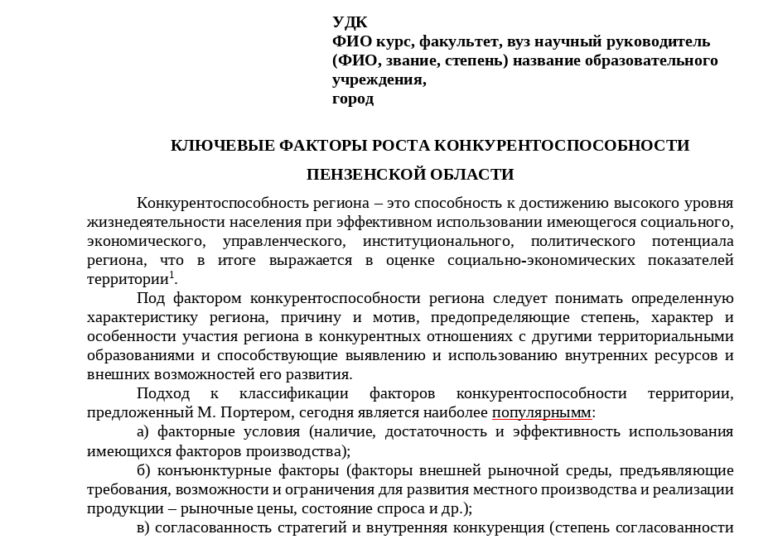 УДК
ФИО курс, факультет, вуз научный руководитель
(ФИО, звание, степень) название образовательного
учреждения,
город
КЛЮЧЕВЫЕ ФАКТОРЫ РОСТА КОНКУРЕНТОСПОСОБНОСТИ
ПЕНЗЕНСКОЙ ОБЛАСТИ
Конкурентоспособность региона – это способность к достижению высокого уровня
жизнедеятельности населения при эффективном использовании имеющегося социального,
экономического, управленческого, институционального, политического потенциала
региона, что в итоге выражается в оценке социально-экономических показателей
территории¹.
Под фактором конкурентоспособности региона следует понимать определенную
характеристику региона, причину и мотив, предопределяющие степень, характер и
особенности участия региона в конкурентных отношениях с другими территориальными
образованиями и способствующие выявлению и использованию внутренних ресурсов и
внешних возможностей его развития.
Подход к классификации факторов конкурентоспособности территории,
предложенный М. Портером, сегодня является наиболее популярнымм:
а) факторные условия (наличие, достаточность и эффективность использования
имеющихся факторов производства);
б) конъюнктурные факторы (факторы внешней рыночной среды, предъявляющие
требования, возможности и ограничения для развития местного производства и реализации
продукции – рыночные цены, состояние спроса и др.);
в) согласованность стратегий и внутренняя конкуренция (степень согласованности